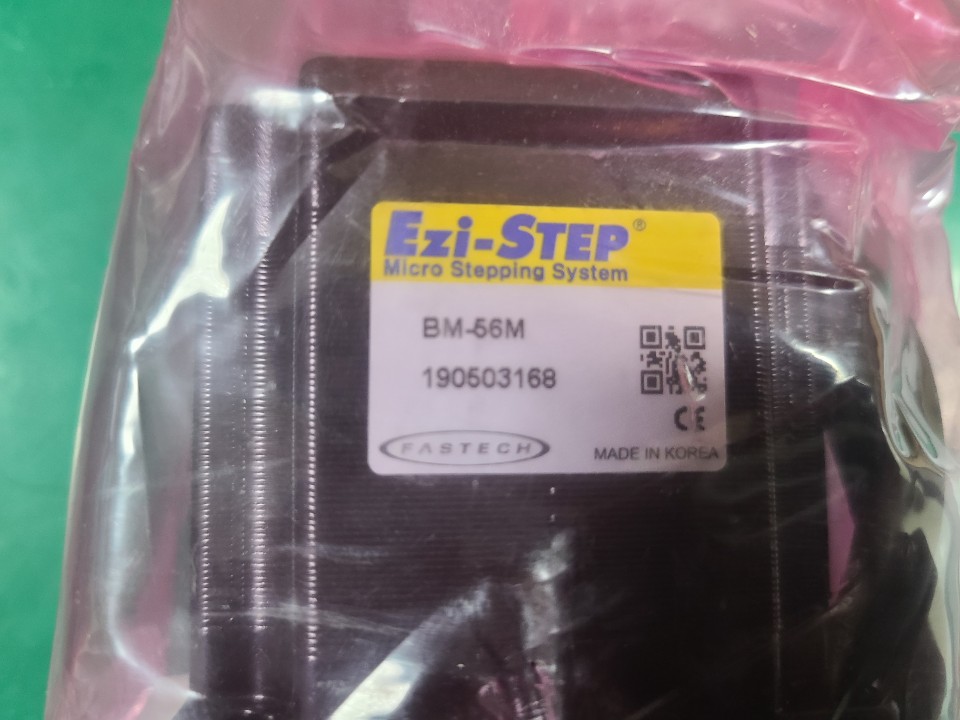 Ezi-STEP®
Micro Stepping System
BM-56M
190503168
CE
FASTECH
MADE IN KOREA